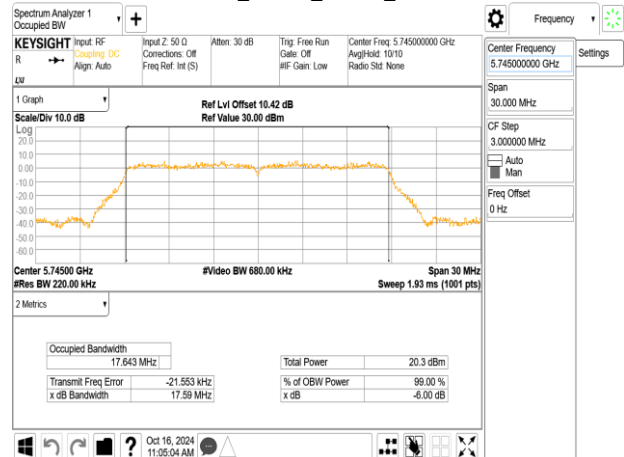 Spectrum Analyzer 1
Occupied BW
Frequency
KEYSIGHT
R
LXI
Input: RF
Coupling: DC
Align: Auto
Input Z: 50 Ω
Corrections: Off
Freq Ref: Int (S)
Atten: 30 dB
Trig: Free Run
Gate: Off
#IF Gain: Low
Center Freq: 5.745000000 GHz
Avg|Hold: 10/10
Radio Std: None
Center Frequency
5.745000000 GHz
Settings
Span
30.000 MHz
CF Step
3.000000 MHz
Auto
Man
Freq Offset
0 Hz
1 Graph
Scale/Div 10.0 dB
Ref Lvl Offset 10.42 dB
Ref Value 30.00 dBm
Log
20.0
10.0
0.00
-10.0
-20.0
-30.0
-40.0
-50.0
-60.0
Center 5.74500 GHz
#Video BW 680.00 kHz
Span 30 MHz
#Res BW 220.00 kHz
Sweep 1.93 ms (1001 pts)
2 Metrics
Occupied Bandwidth
17.643 MHz
Total Power 20.3 dBm
Transmit Freq Error -21.553 kHz
% of OBW Power 99.00 %
x dB Bandwidth 17.59 MHz
x dB -6.00 dB
?
Oct 16, 2024
11:05:04 AM